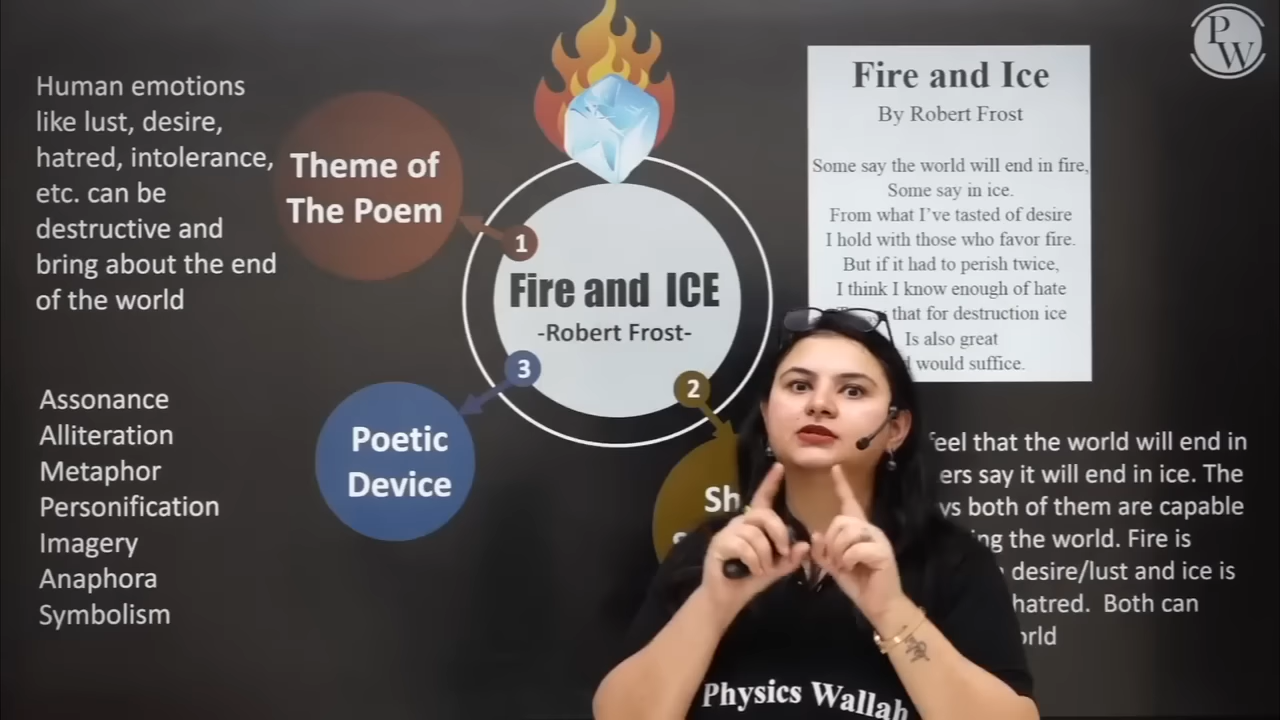 Human emotions
like lust, desire,
hatred, intolerance,
etc. can be
destructive and
bring about the end
of the world
Theme of
The Poem
1
Fire and ICE
-Robert Frost-
3
2
Poetic
Device
Assonance
Alliteration
Metaphor
Personification
Imagery
Anaphora
Symbolism
PW
Fire and Ice
By Robert Frost
Some say the world will end in fire,
Some say in ice.
From what I've tasted of desire
I hold with those who favor fire.
But if it had to perish twice,
I think I know enough of hate
that for destruction ice
Is also great
would suffice.
Sh
feel that the world will end in
ers say it will end in ice. The
both of them are capable
the world. Fire is
desire/lust and ice is
hatred. Both can
Physics Wallah